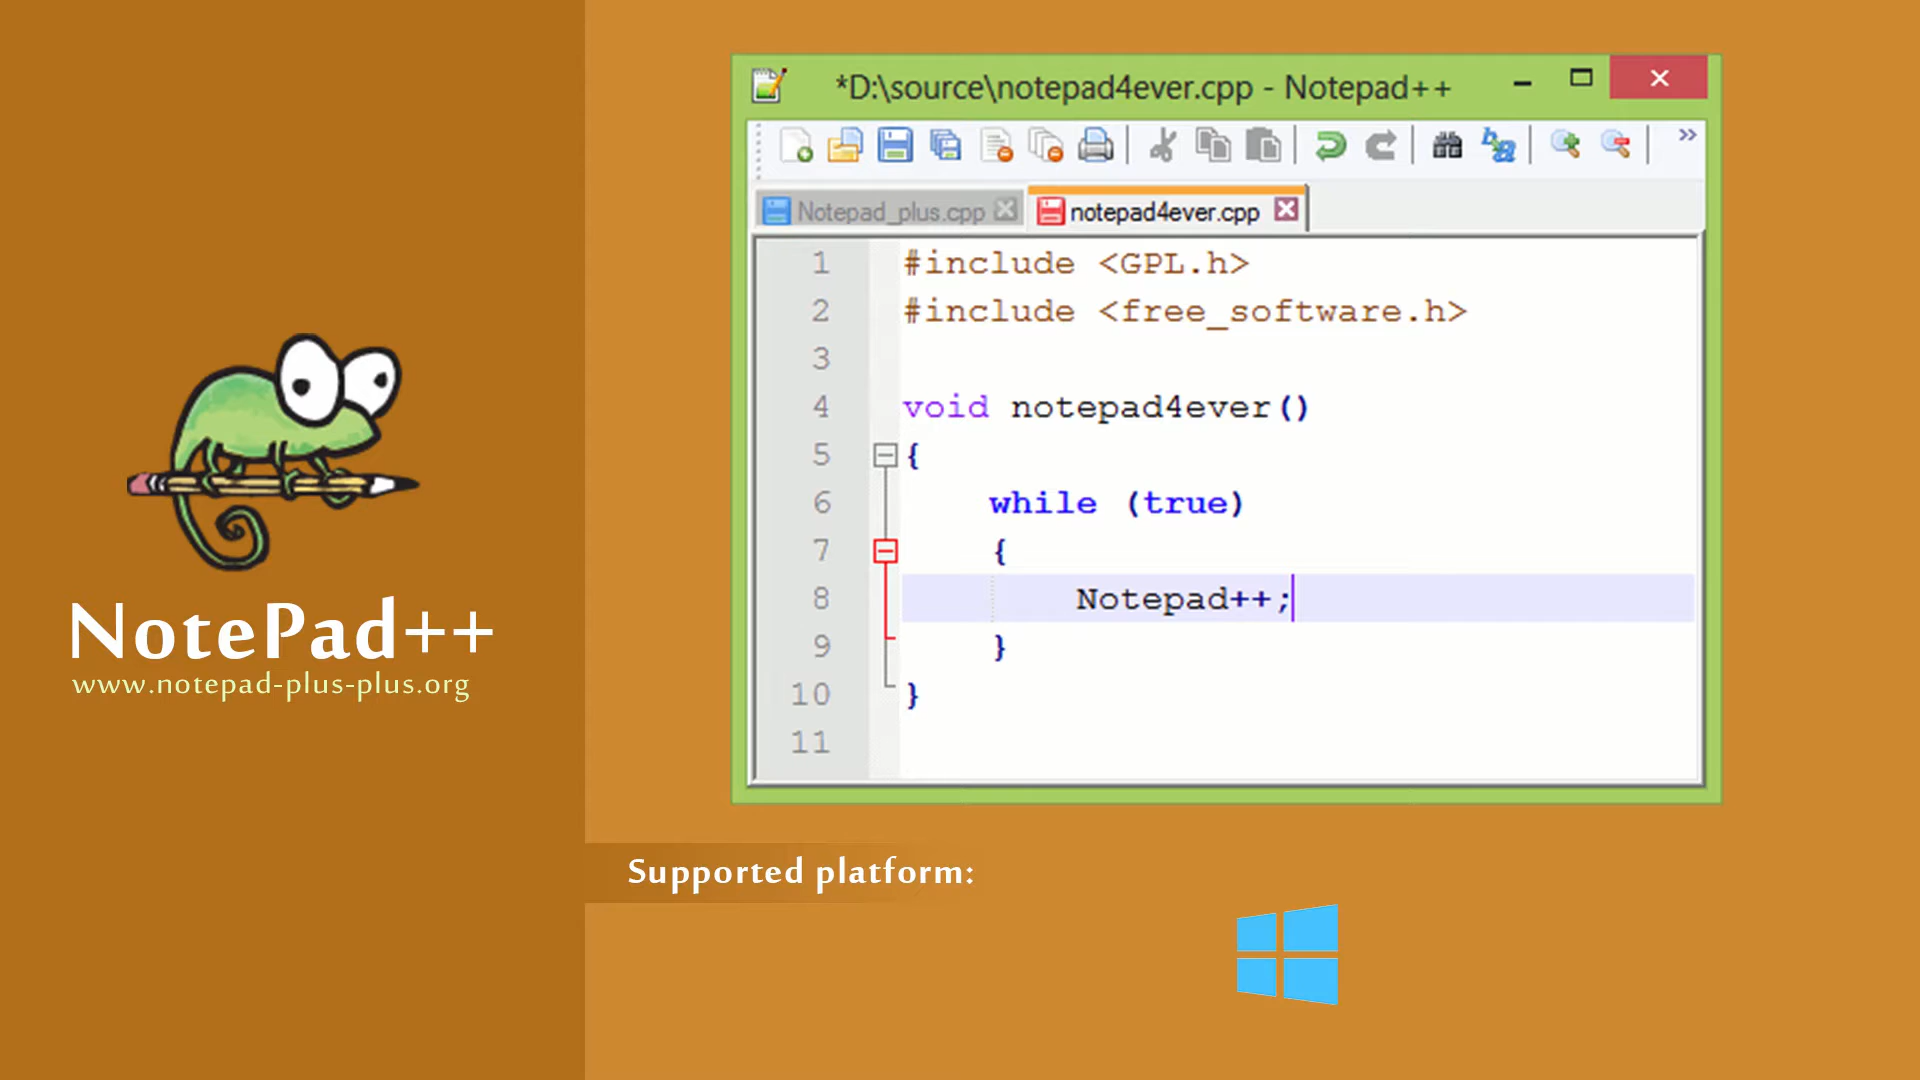 NotePad++
www.notepad-plus-plus.org
*D:\source\notepad4ever.cpp - Notepad++
Notepad_plus.cpp
notepad4ever.cpp
1 #include <GPL.h>
2 #include <free_software.h>
3
4 void notepad4ever()
5 {
6 while (true)
7 {
8 Notepad++;
9 }
10 }
11
Supported platform: